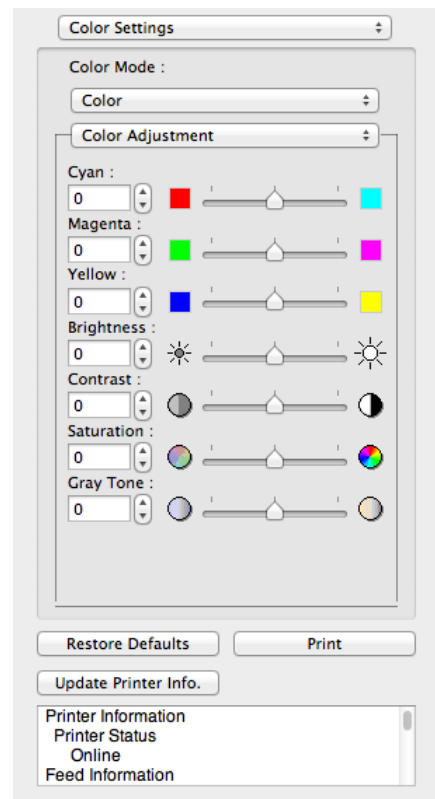 Color Settings
Color Mode :
Color
Color Adjustment
Cyan :
0
Magenta :
0
Yellow :
0
Brightness :
0
Contrast :
0
Saturation :
0
Gray Tone :
0
Restore Defaults
Print
Update Printer Info.
Printer Information
Printer Status
Online
Feed Information